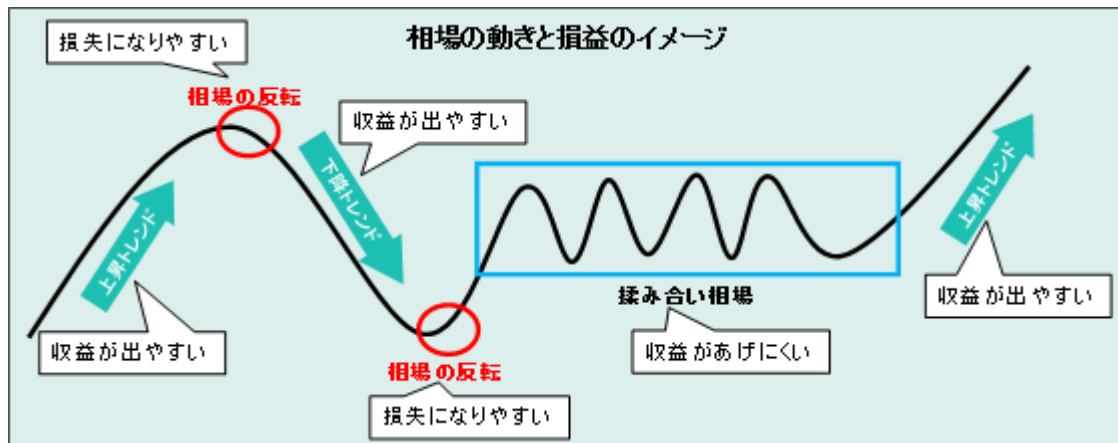 相場の動きと損益のイメージ
損失になりやすい
相場の反転
収益が出やすい
下降トレンド
上昇トレンド
収益が出やすい
相場の反転
損失になりやすい
揉み合い相場
収益があげにくい
上昇トレンド
収益が出やすい